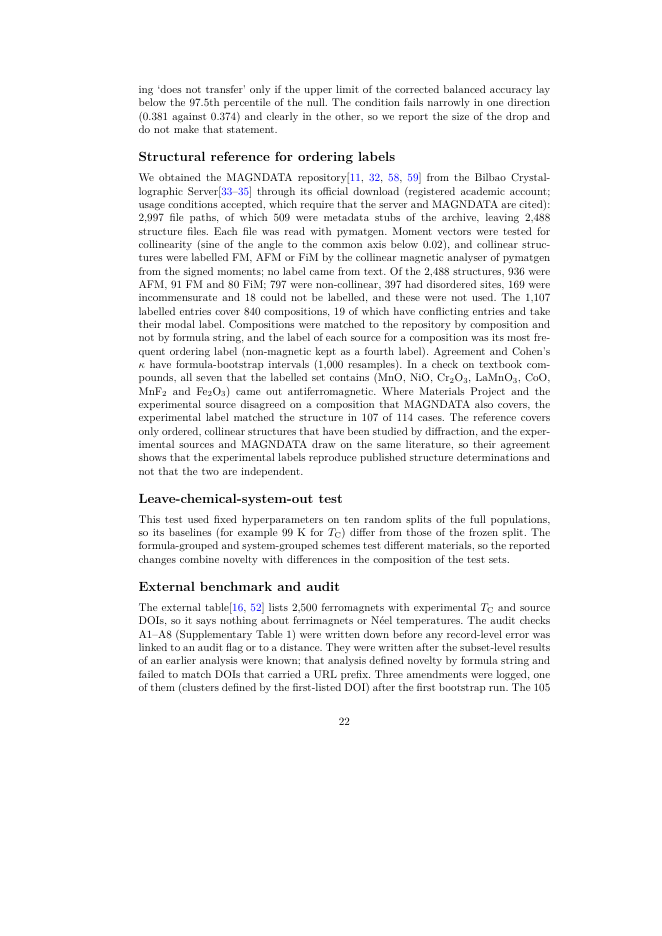 ing ‘does not transfer’ only if the upper limit of the corrected balanced accuracy lay
below the 97.5th percentile of the null. The condition fails narrowly in one direction
(0.381 against 0.374) and clearly in the other, so we report the size of the drop and
do not make that statement.
Structural reference for ordering labels
We obtained the MAGNDATA repository[11, 32, 58, 59] from the Bilbao Crystal-
lographic Server[33–35] through its official download (registered academic account;
usage conditions accepted, which require that the server and MAGNDATA are cited):
2,997 file paths, of which 509 were metadata stubs of the archive, leaving 2,488
structure files. Each file was read with pymatgen. Moment vectors were tested for
collinearity (sine of the angle to the common axis below 0.02), and collinear struc-
tures were labelled FM, AFM or FiM by the collinear magnetic analyser of pymatgen
from the signed moments; no label came from text. Of the 2,488 structures, 936 were
AFM, 91 FM and 80 FiM; 797 were non-collinear, 397 had disordered sites, 169 were
incommensurate and 18 could not be labelled, and these were not used. The 1,107
labelled entries cover 840 compositions, 19 of which have conflicting entries and take
their modal label. Compositions were matched to the repository by composition and
not by formula string, and the label of each source for a composition was its most fre-
quent ordering label (non-magnetic kept as a fourth label). Agreement and Cohen’s
κ have formula-bootstrap intervals (1,000 resamples). In a check on textbook com-
pounds, all seven that the labelled set contains (MnO, NiO, Cr₂O₃, LaMnO₃, CoO,
MnF₂ and Fe₂O₃) came out antiferromagnetic. Where Materials Project and the
experimental source disagreed on a composition that MAGNDATA also covers, the
experimental label matched the structure in 107 of 114 cases. The reference covers
only ordered, collinear structures that have been studied by diffraction, and the exper-
imental sources and MAGNDATA draw on the same literature, so their agreement
shows that the experimental labels reproduce published structure determinations and
not that the two are independent.
Leave-chemical-system-out test
This test used fixed hyperparameters on ten random splits of the full populations,
so its baselines (for example 99 K for T_C) differ from those of the frozen split. The
formula-grouped and system-grouped schemes test different materials, so the reported
changes combine novelty with differences in the composition of the test sets.
External benchmark and audit
The external table[16, 52] lists 2,500 ferromagnets with experimental T_C and source
DOIs, so it says nothing about ferrimagnets or Néel temperatures. The audit checks
A1–A8 (Supplementary Table 1) were written down before any record-level error was
linked to an audit flag or to a distance. They were written after the subset-level results
of an earlier analysis were known; that analysis defined novelty by formula string and
failed to match DOIs that carried a URL prefix. Three amendments were logged, one
of them (clusters defined by the first-listed DOI) after the first bootstrap run. The 105
22